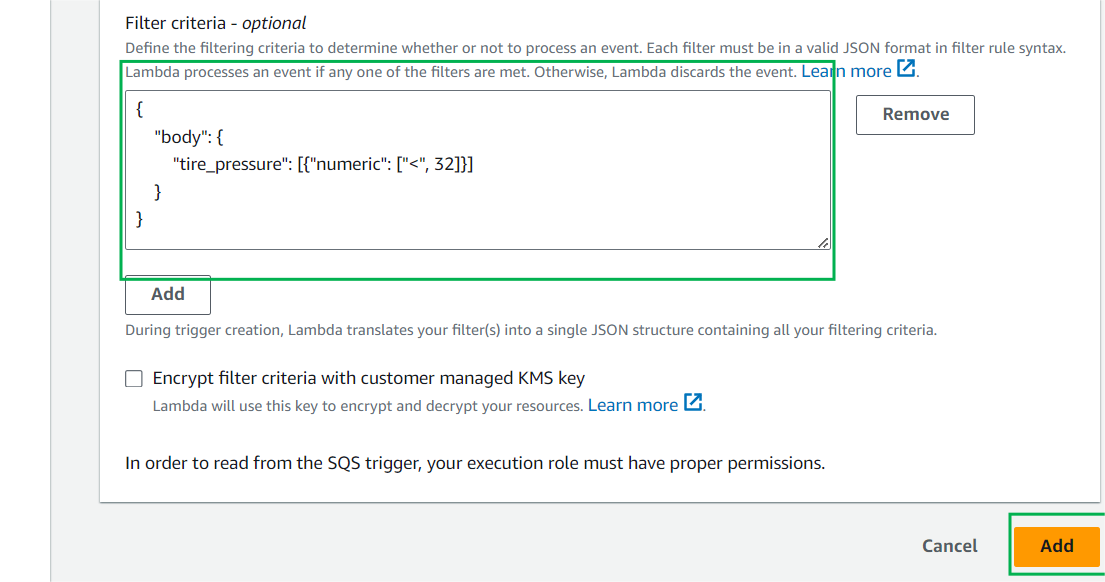 Filter criteria - optional
Define the filtering criteria to determine whether or not to process an event. Each filter must be in a valid JSON format in filter rule syntax.
Lambda processes an event if any one of the filters are met. Otherwise, Lambda discards the event. Learn more.
{
"body": {
"tire_pressure": [{"numeric": ["<", 32]}]
}
}
Remove
Add
During trigger creation, Lambda translates your filter(s) into a single JSON structure containing all your filtering criteria.
Encrypt filter criteria with customer managed KMS key
Lambda will use this key to encrypt and decrypt your resources. Learn more.
In order to read from the SQS trigger, your execution role must have proper permissions.
Cancel
Add